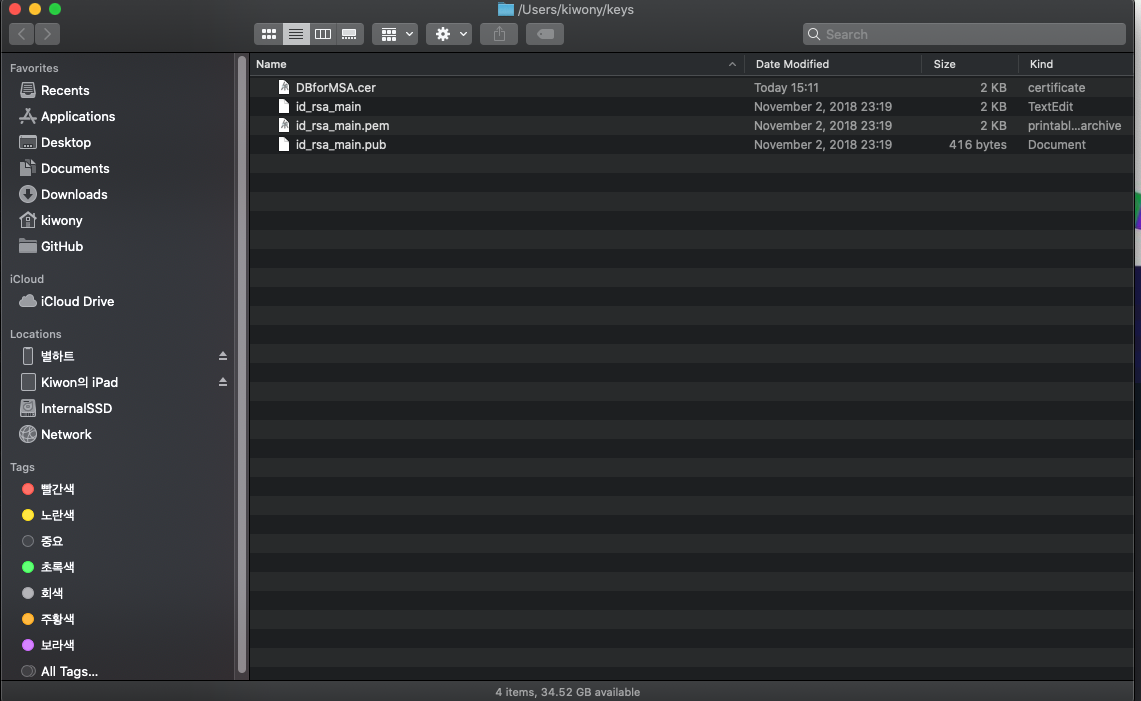 /Users/kiwony/keys
Search
Favorites
Recents
Applications
Desktop
Documents
Downloads
kiwony
GitHub
iCloud
iCloud Drive
Locations
별하트
Kiwon의 iPad
InternalSSD
Network
Tags
빨간색
노란색
중요
초록색
회색
주황색
보라색
All Tags...
Name Date Modified Size Kind
DBforMSA.cer Today 15:11 2 KB certificate
id_rsa_main November 2, 2018 23:19 2 KB TextEdit
id_rsa_main.pem November 2, 2018 23:19 2 KB printabl...archive
id_rsa_main.pub November 2, 2018 23:19 416 bytes Document
4 items, 34.52 GB available